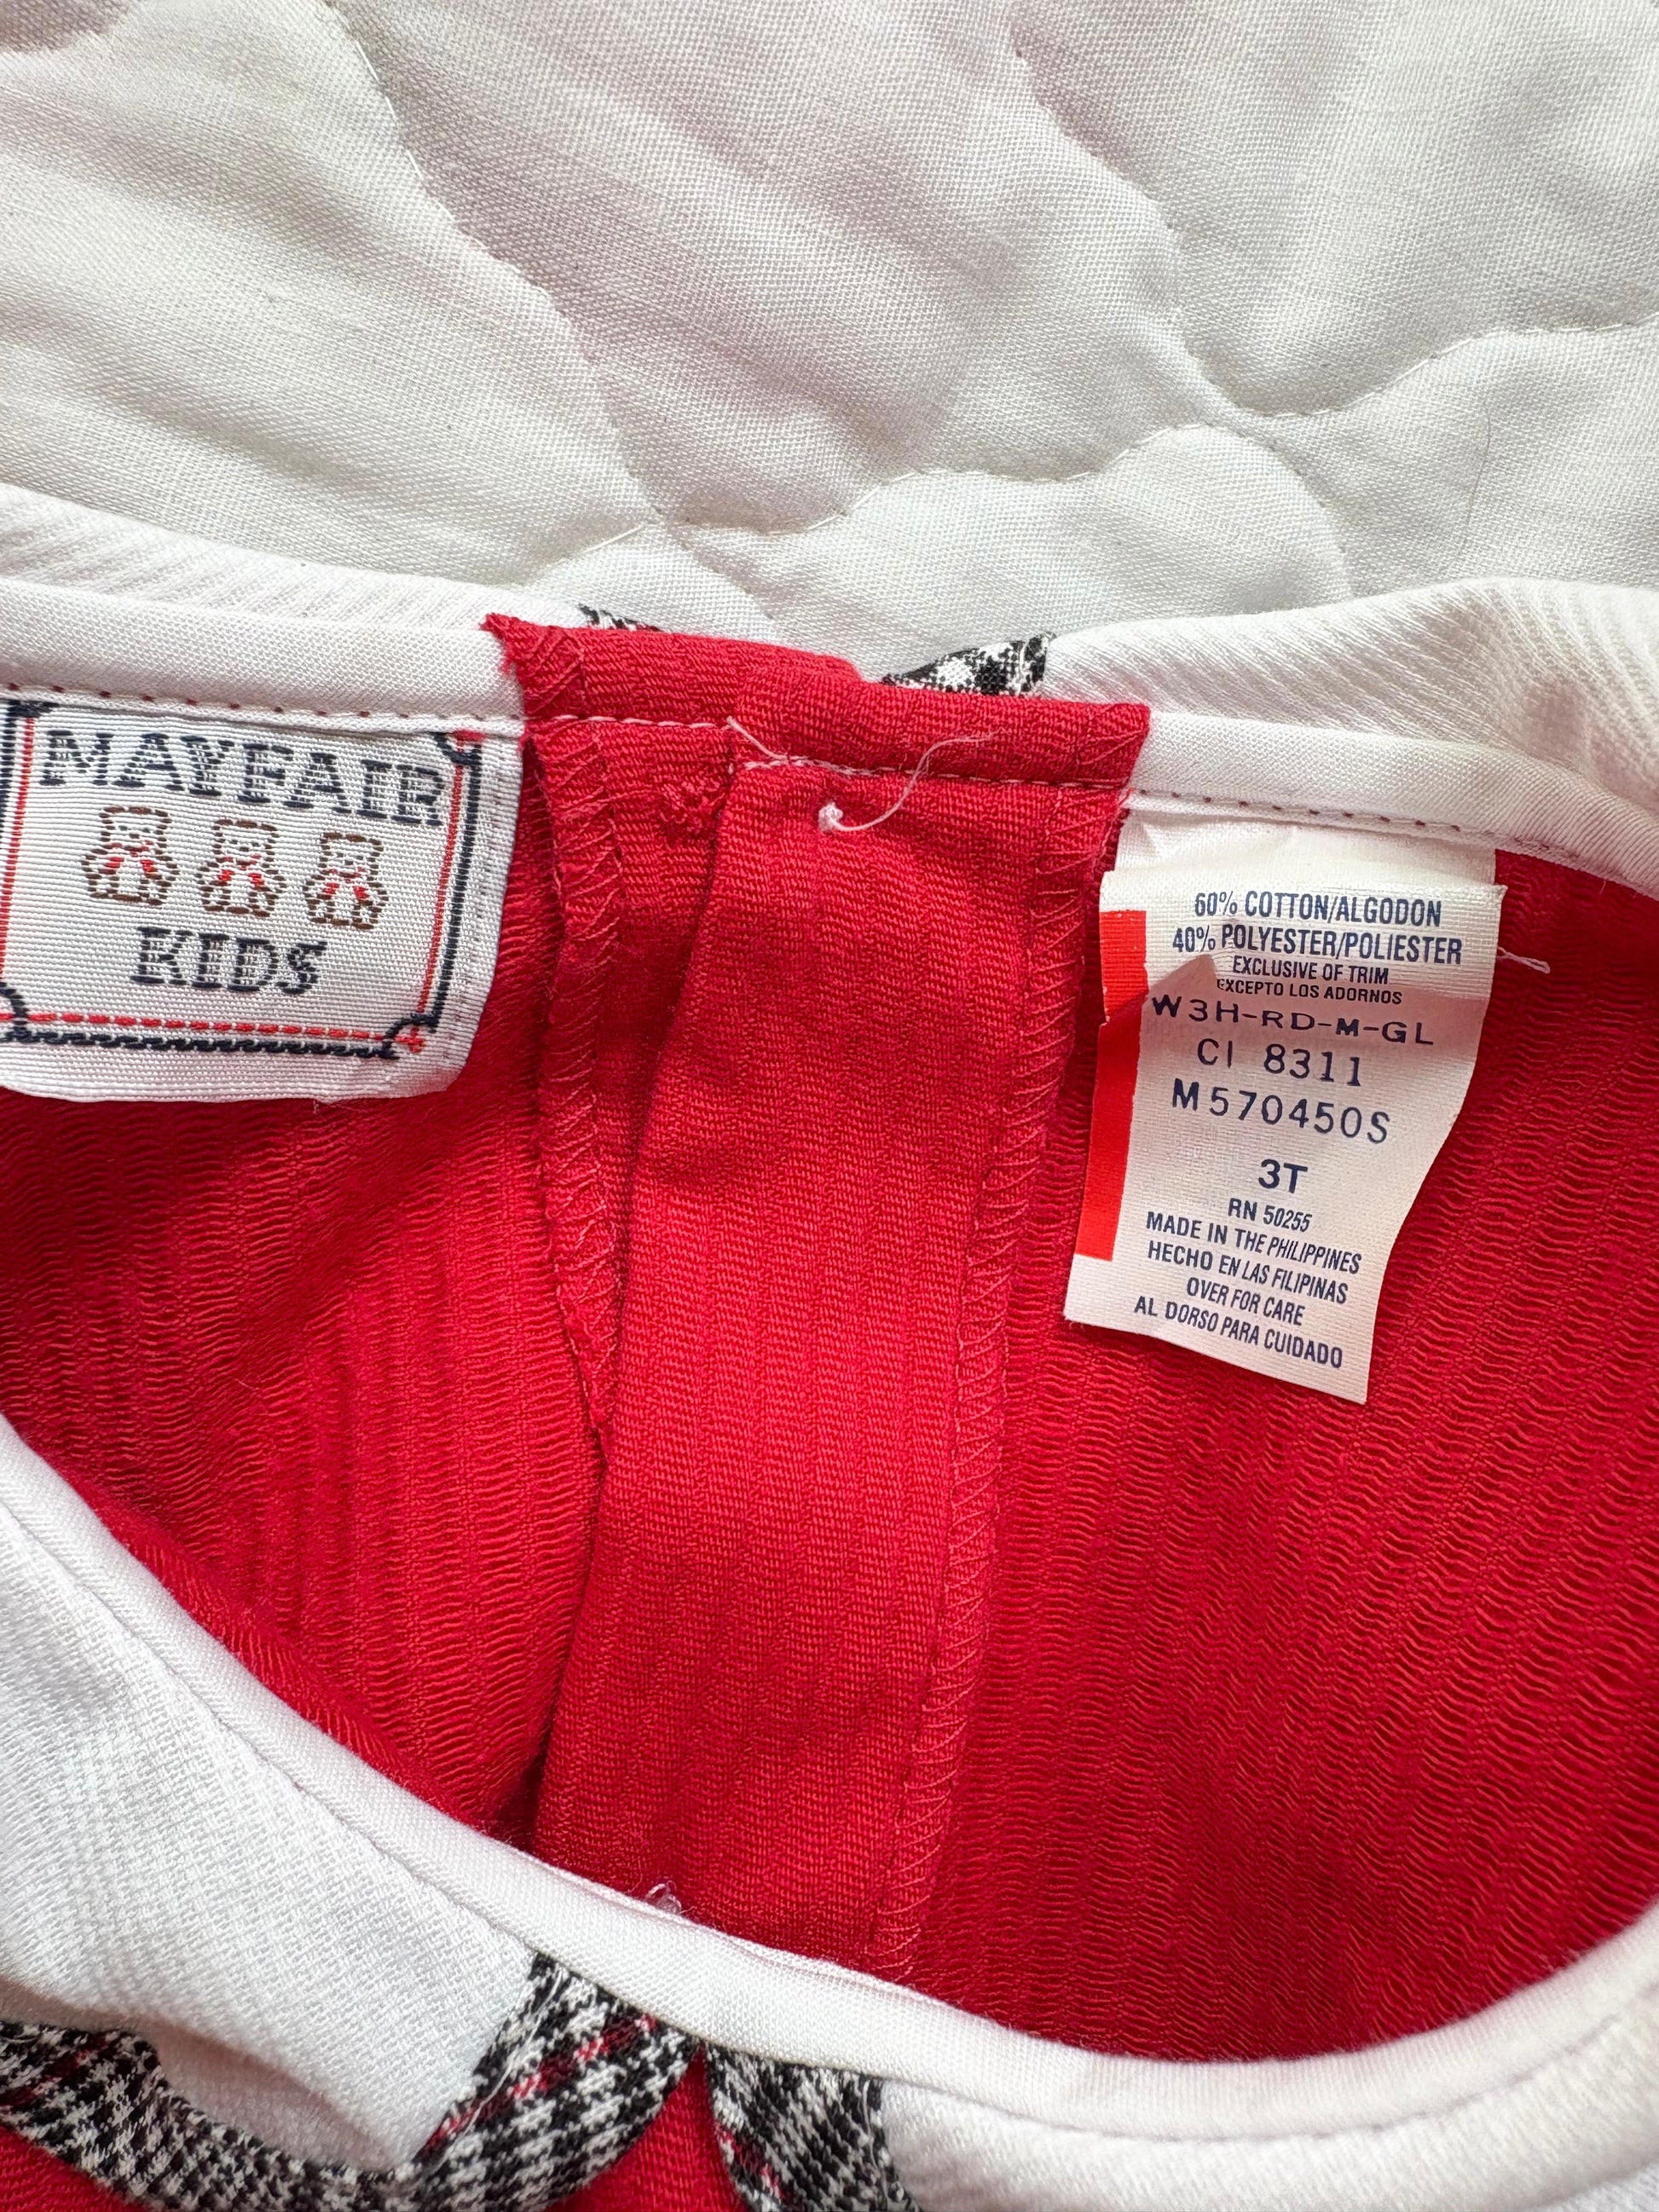 MAYFAIR
KIDS
60% COTTON/ALGODON
40% POLYESTER/POLIESTER
EXCLUSIVE OF TRIM
EXCEPTO LOS ADORNOS
W3H-RD-M-GL
CI 8311
M570450S
3T
RN 50255
MADE IN THE PHILIPPINES
HECHO EN LAS FILIPINAS
OVER FOR CARE
AL DORSO PARA CUIDADO